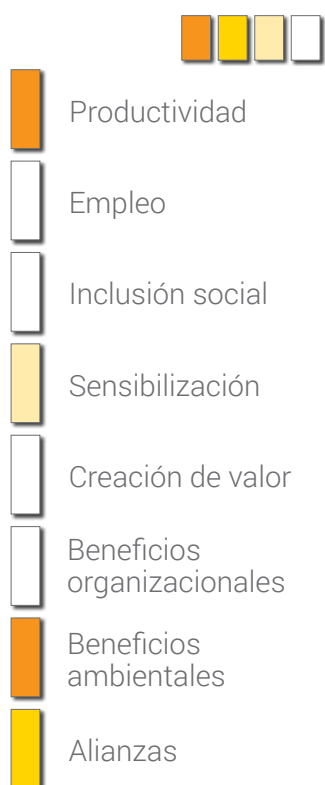 Productividad
Empleo
Inclusión social
Sensibilización
Creación de valor
Beneficios
organizacionales
Beneficios
ambientales
Alianzas